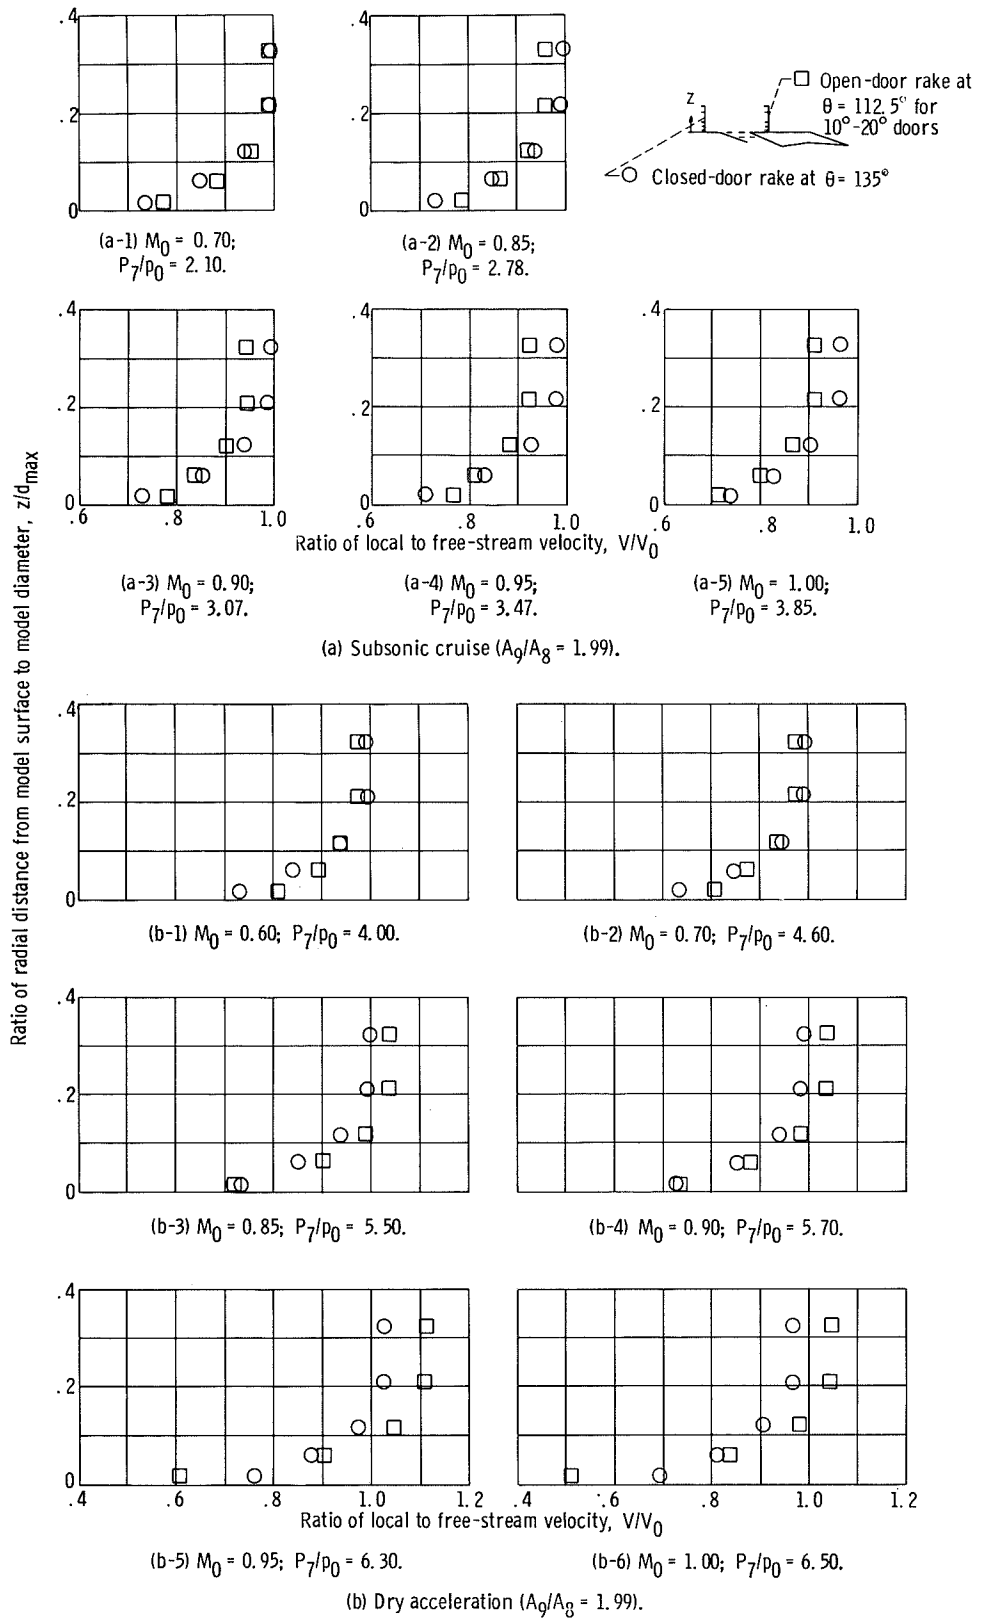 Ratio of radial distance from model surface to model diameter, z/dmax
.4
.2
0
(a-1) M0 = 0.70;
P7/p0 = 2.10.
.4
.2
0
(a-2) M0 = 0.85;
P7/p0 = 2.78.
Z
Open-door rake at
θ = 112.5° for
10°-20° doors
Closed-door rake at θ = 135°
.4
.2
0
.6 .8 1.0
.4
.2
0
.6 .8 1.0
.4
.2
0
.6 .8 1.0
Ratio of local to free-stream velocity, V/V0
(a-3) M0 = 0.90;
P7/p0 = 3.07.
(a-4) M0 = 0.95;
P7/p0 = 3.47.
(a-5) M0 = 1.00;
P7/p0 = 3.85.
(a) Subsonic cruise (A9/A8 = 1.99).
.4
.2
0
(b-1) M0 = 0.60; P7/p0 = 4.00.
(b-2) M0 = 0.70; P7/p0 = 4.60.
.4
.2
0
(b-3) M0 = 0.85; P7/p0 = 5.50.
(b-4) M0 = 0.90; P7/p0 = 5.70.
.4
.2
0
.4 .6 .8 1.0 1.2
.4 .6 .8 1.0 1.2
Ratio of local to free-stream velocity, V/V0
(b-5) M0 = 0.95; P7/p0 = 6.30.
(b-6) M0 = 1.00; P7/p0 = 6.50.
(b) Dry acceleration (A9/A8 = 1.99).